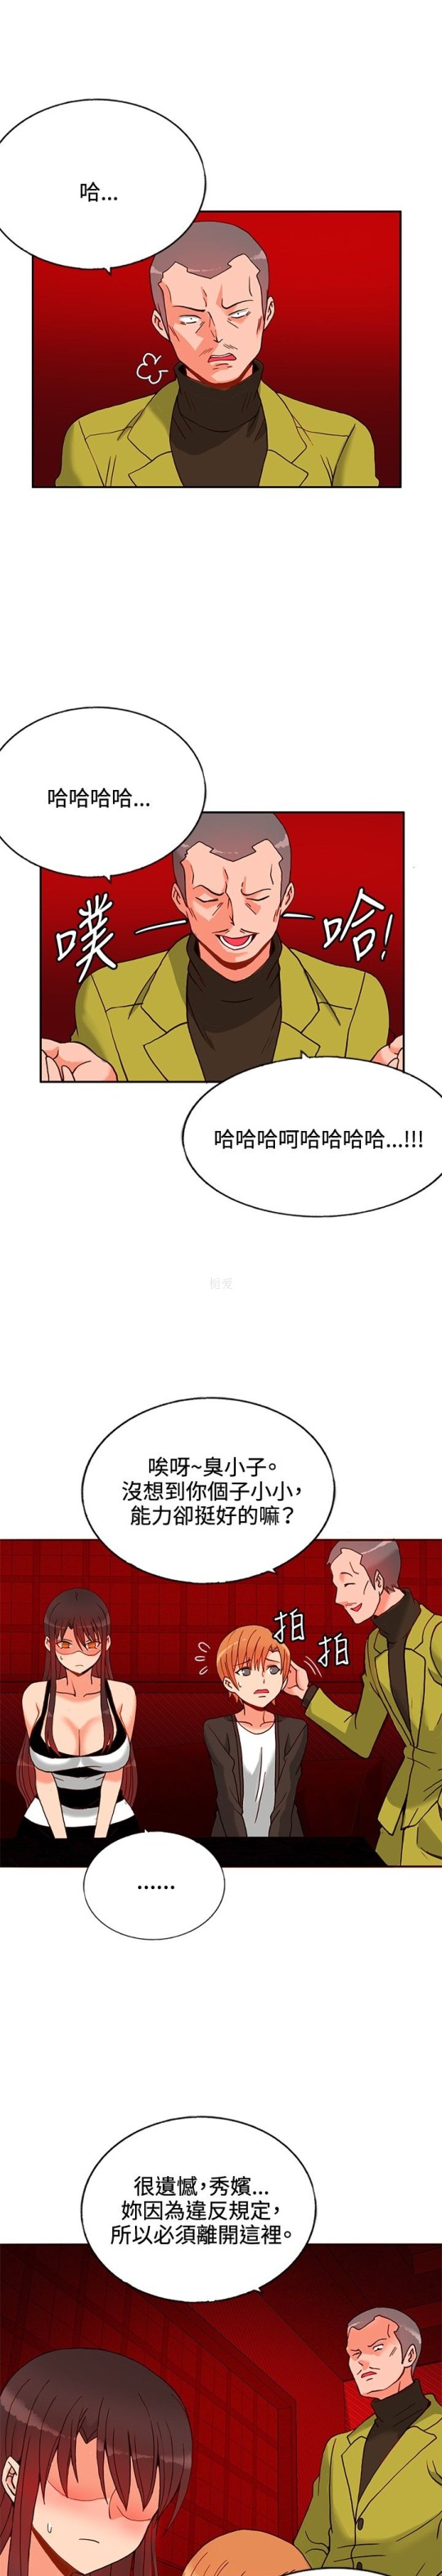 哈...
哈哈哈哈...
噗
哈!
哈哈哈呵哈哈哈哈...!!!
唉呀~臭小子。
沒想到你個子小小,
能力卻挺好的嘛?
拍
拍
......
很遺憾,秀嬪...
妳因為違反規定,
所以必須離開這裡。